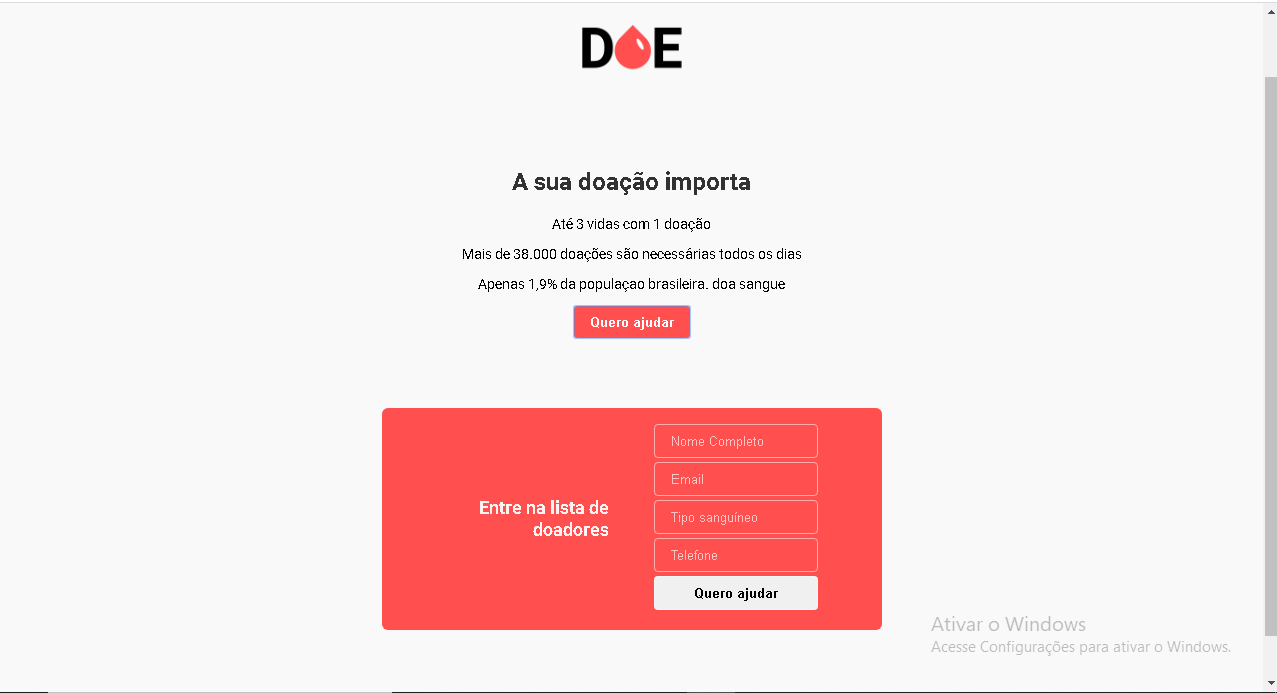 DOE
A sua doação importa
Até 3 vidas com 1 doação
Mais de 38.000 doações são necessárias todos os dias
Apenas 1,9% da populaçao brasileira. doa sangue
Quero ajudar
Entre na lista de
doadores
Nome Completo
Email
Tipo sanguíneo
Telefone
Quero ajudar
Ativar o Windows
Acesse Configurações para ativar o Windows.